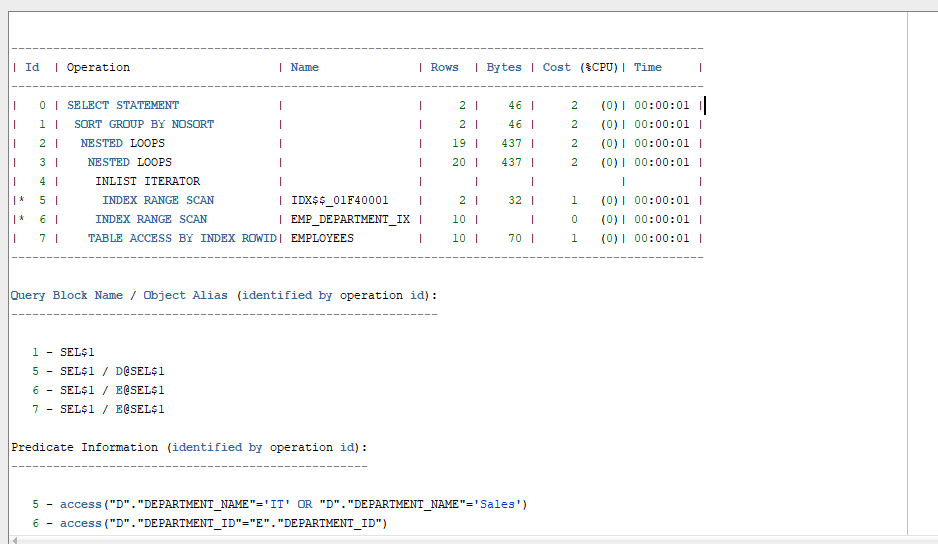 --------------------------------------------------------------------------------------------------
| Id  | Operation                     | Name              | Rows  | Bytes | Cost (%CPU)| Time     |
--------------------------------------------------------------------------------------------------
|   0 | SELECT STATEMENT              |                   |     2 |    46 |     2   (0)| 00:00:01 |
|   1 |  SORT GROUP BY NOSORT         |                   |     2 |    46 |     2   (0)| 00:00:01 |
|   2 |   NESTED LOOPS                |                   |    19 |   437 |     2   (0)| 00:00:01 |
|   3 |    NESTED LOOPS               |                   |    20 |   437 |     2   (0)| 00:00:01 |
|   4 |     INLIST ITERATOR           |                   |       |       |            |          |
|*  5 |      INDEX RANGE SCAN         | IDX$$_01F40001    |     2 |    32 |     1   (0)| 00:00:01 |
|*  6 |     INDEX RANGE SCAN          | EMP_DEPARTMENT_IX |    10 |       |     0   (0)| 00:00:01 |
|   7 |    TABLE ACCESS BY INDEX ROWID| EMPLOYEES         |    10 |    70 |     1   (0)| 00:00:01 |
--------------------------------------------------------------------------------------------------
Query Block Name / Object Alias (identified by operation id):
-------------------------------------------------------------
   1 - SEL$1
   5 - SEL$1 / D@SEL$1
   6 - SEL$1 / E@SEL$1
   7 - SEL$1 / E@SEL$1
Predicate Information (identified by operation id):
---------------------------------------------------
   5 - access("D"."DEPARTMENT_NAME"='IT' OR "D"."DEPARTMENT_NAME"='Sales')
   6 - access("D"."DEPARTMENT_ID"="E"."DEPARTMENT_ID")